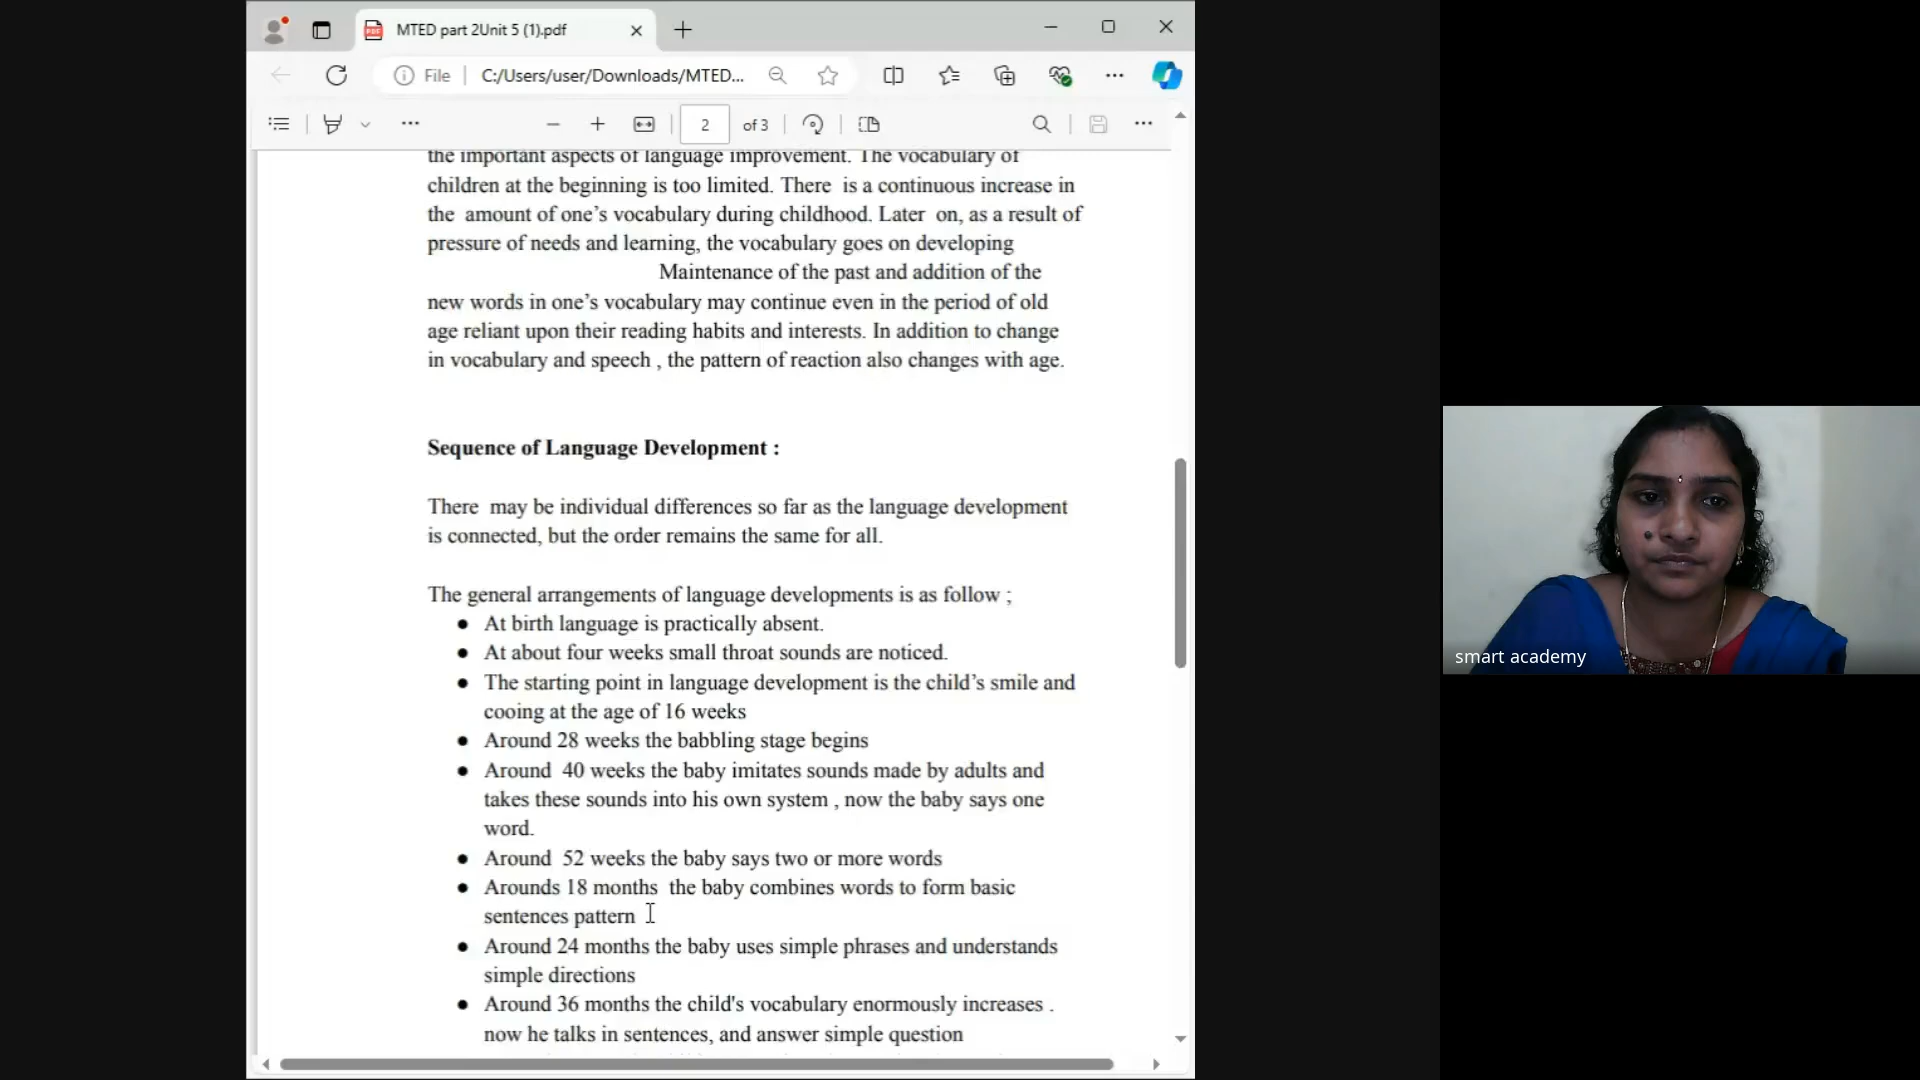 MTED part 2Unit 5 (1).pdf
File
C:/Users/user/Downloads/MTED...
2
of 3
the important aspects of language improvement. The vocabulary of
children at the beginning is too limited. There  is a continuous increase in
the  amount of one’s vocabulary during childhood. Later  on, as a result of
pressure of needs and learning, the vocabulary goes on developing
Maintenance of the past and addition of the
new words in one’s vocabulary may continue even in the period of old
age reliant upon their reading habits and interests. In addition to change
in vocabulary and speech , the pattern of reaction also changes with age.
Sequence of Language Development :
There  may be individual differences so far as the language development
is connected, but the order remains the same for all.
The general arrangements of language developments is as follow ;
● At birth language is practically absent.
● At about four weeks small throat sounds are noticed.
● The starting point in language development is the child’s smile and
cooing at the age of 16 weeks
● Around 28 weeks the babbling stage begins
● Around  40 weeks the baby imitates sounds made by adults and
takes these sounds into his own system , now the baby says one
word.
● Around  52 weeks the baby says two or more words
● Arounds 18 months  the baby combines words to form basic
sentences pattern
● Around 24 months the baby uses simple phrases and understands
simple directions
● Around 36 months the child's vocabulary enormously increases .
now he talks in sentences, and answer simple question
smart academy